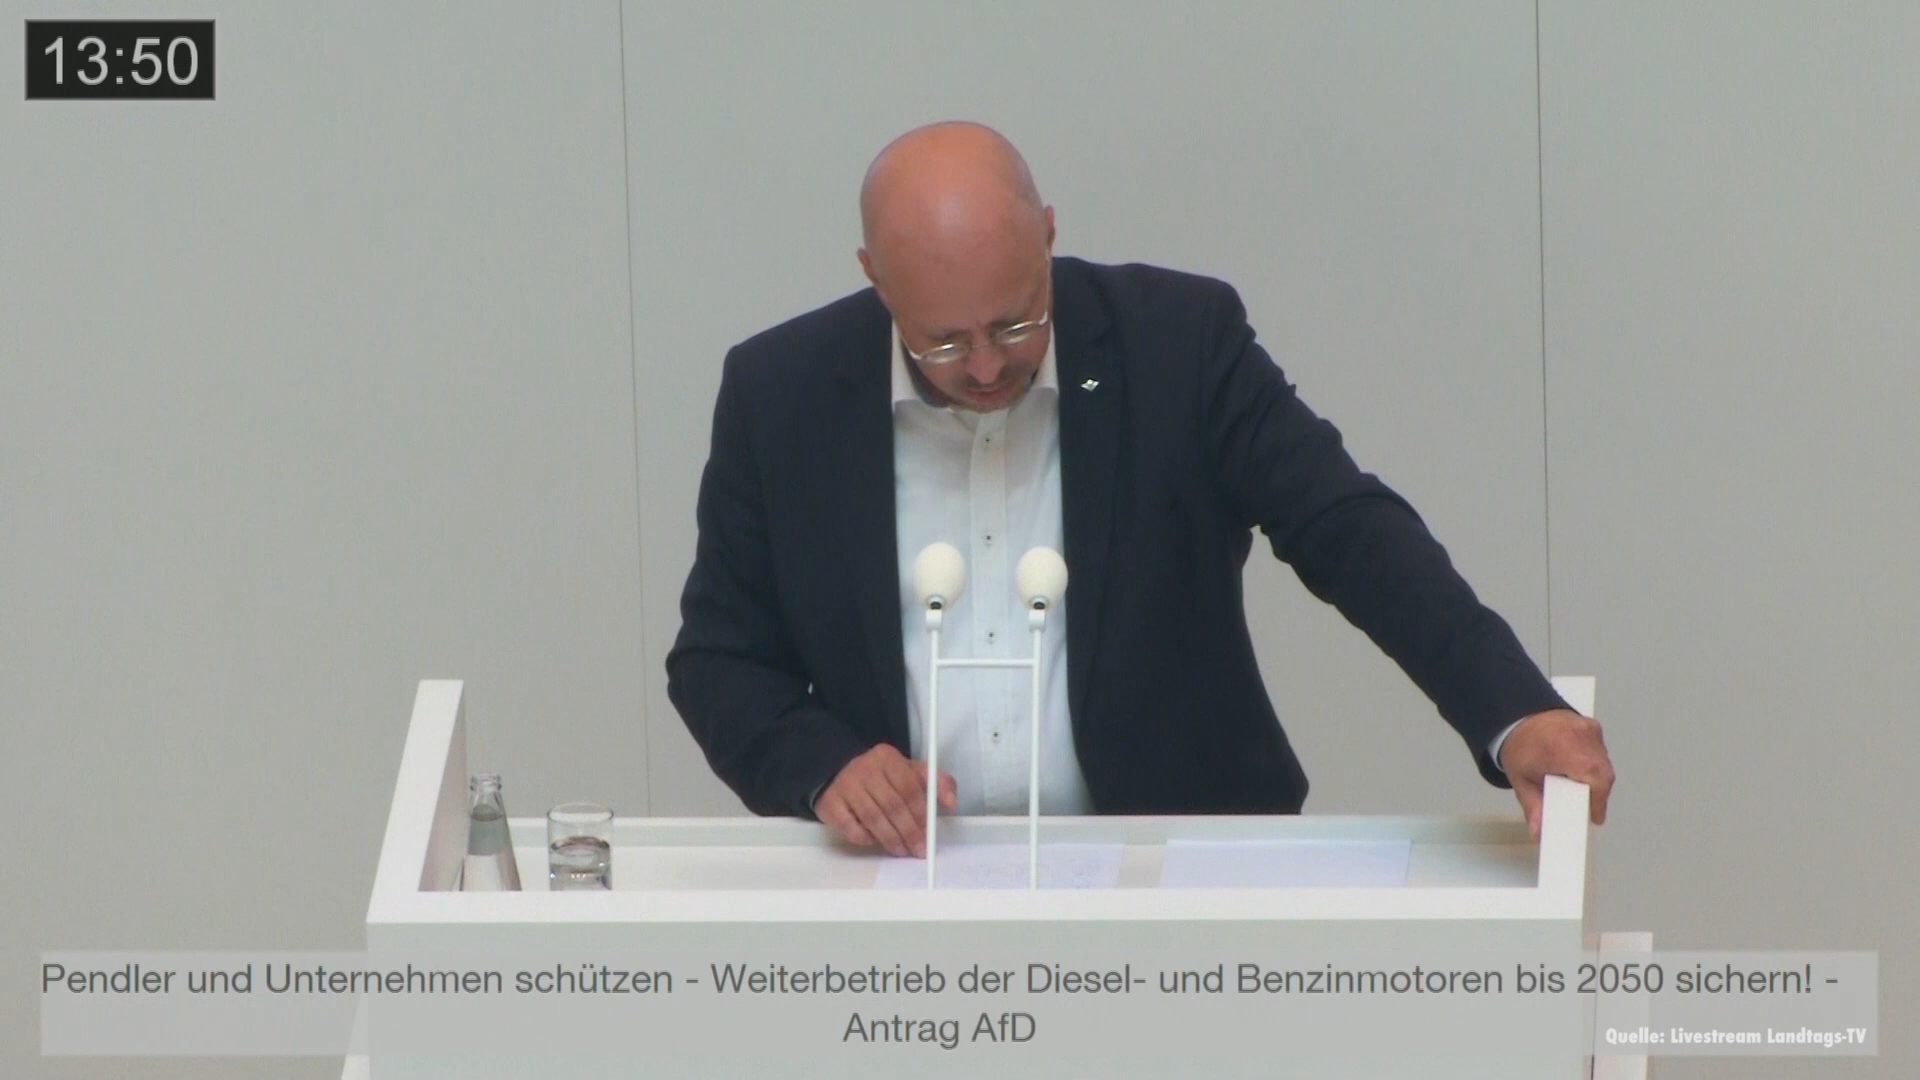 13:50
Pendler und Unternehmen schützen - Weiterbetrieb der Diesel- und Benzinmotoren bis 2050 sichern! -
Antrag AfD
Quelle: Livestream Landtags-TV